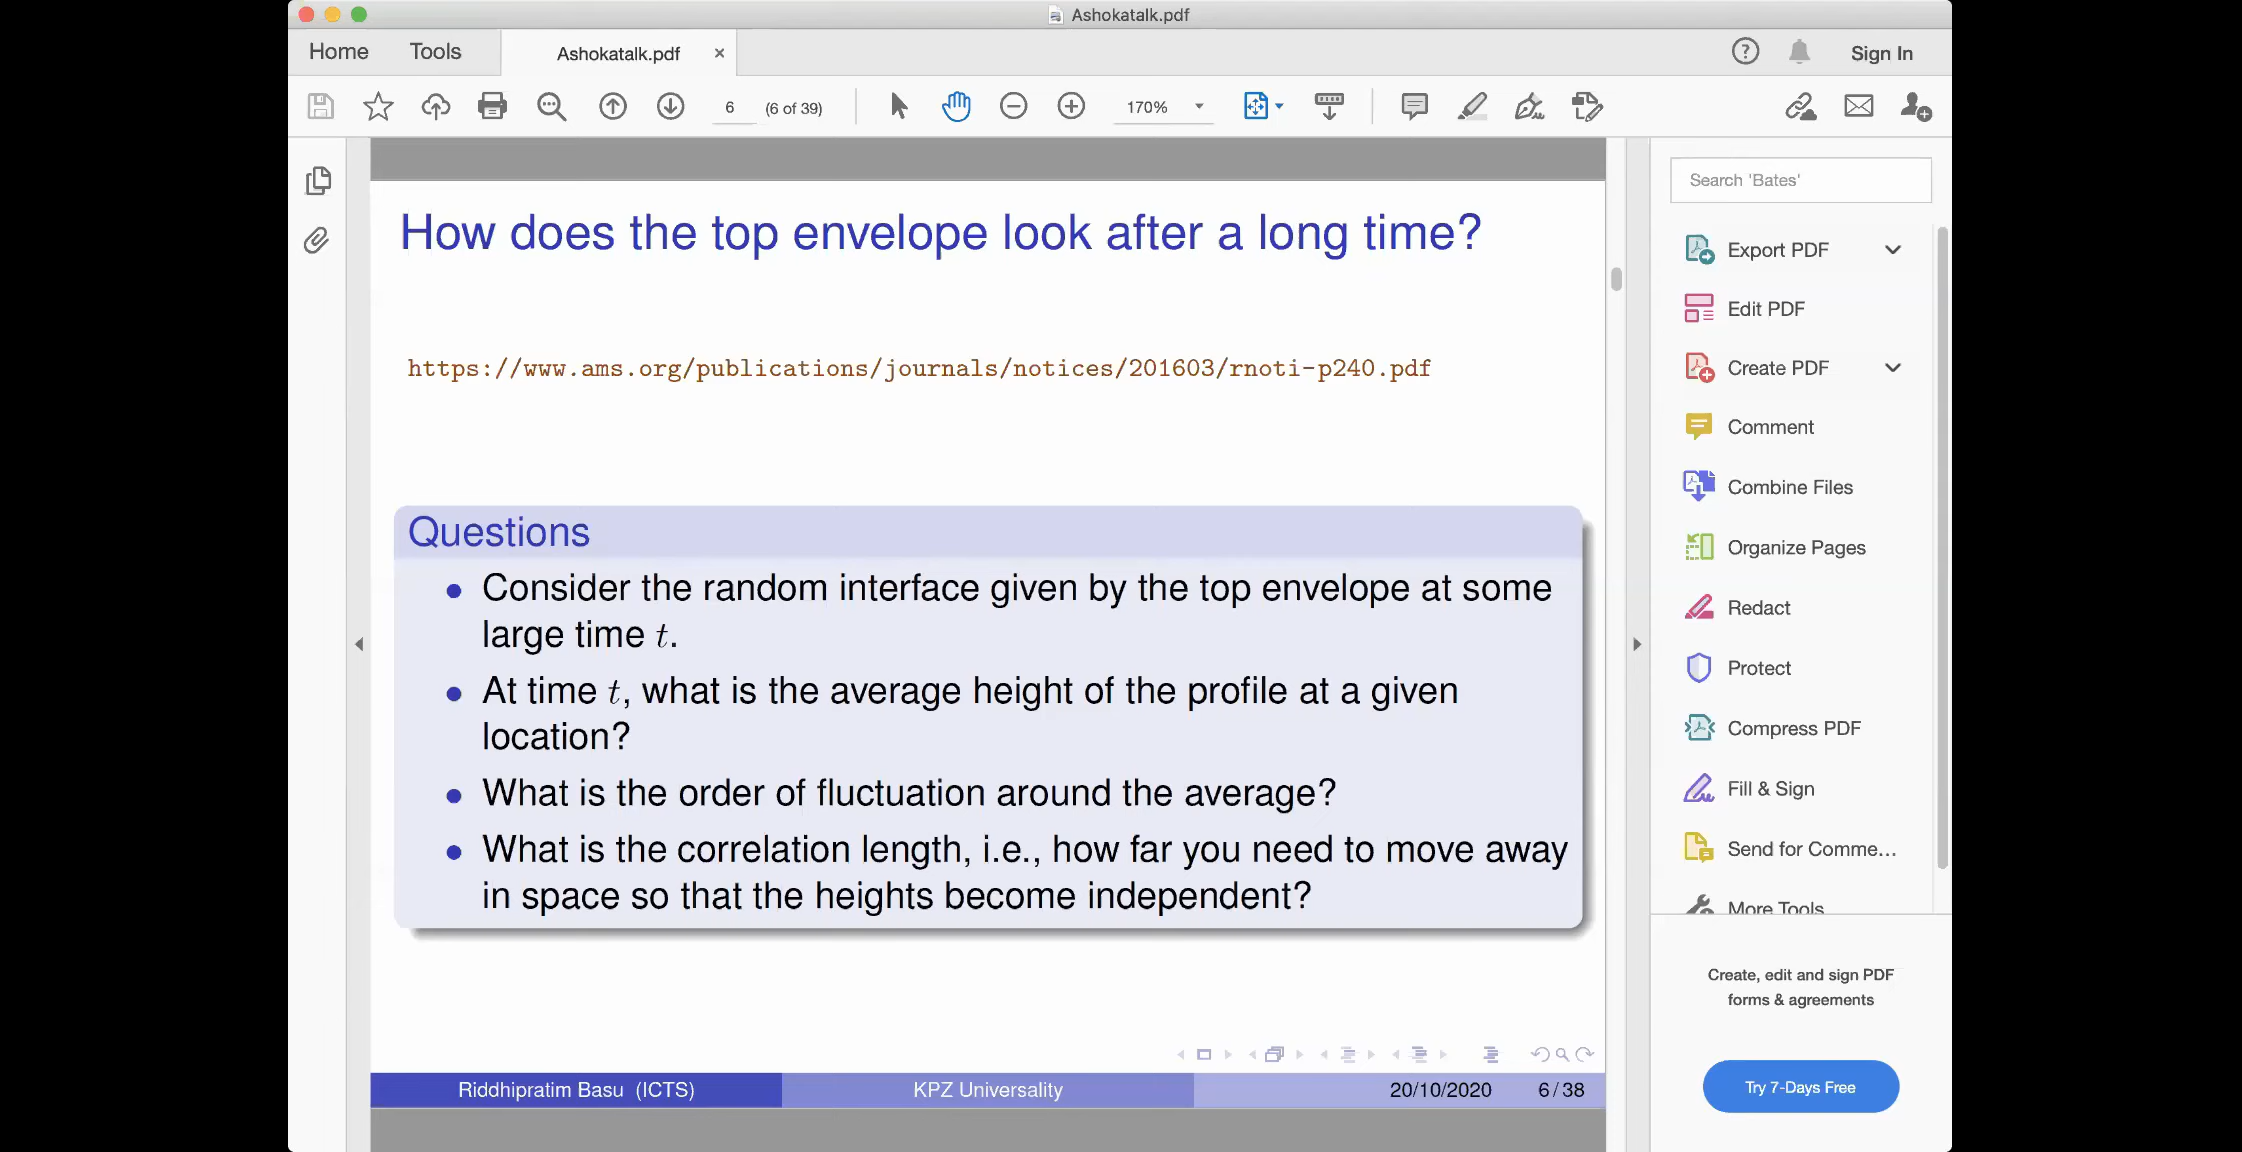 Ashokatalk.pdf
Home Tools Ashokatalk.pdf × Sign In
6 (6 of 39) 170%
How does the top envelope look after a long time?
https://www.ams.org/publications/journals/notices/201603/rnoti-p240.pdf
Questions
Consider the random interface given by the top envelope at some
large time t.
At time t, what is the average height of the profile at a given
location?
What is the order of fluctuation around the average?
What is the correlation length, i.e., how far you need to move away
in space so that the heights become independent?
Riddhipratim Basu (ICTS) KPZ Universality 20/10/2020 6 / 38
Search 'Bates'
Export PDF
Edit PDF
Create PDF
Comment
Combine Files
Organize Pages
Redact
Protect
Compress PDF
Fill & Sign
Send for Comme...
More Tools
Create, edit and sign PDF
forms & agreements
Try 7-Days Free